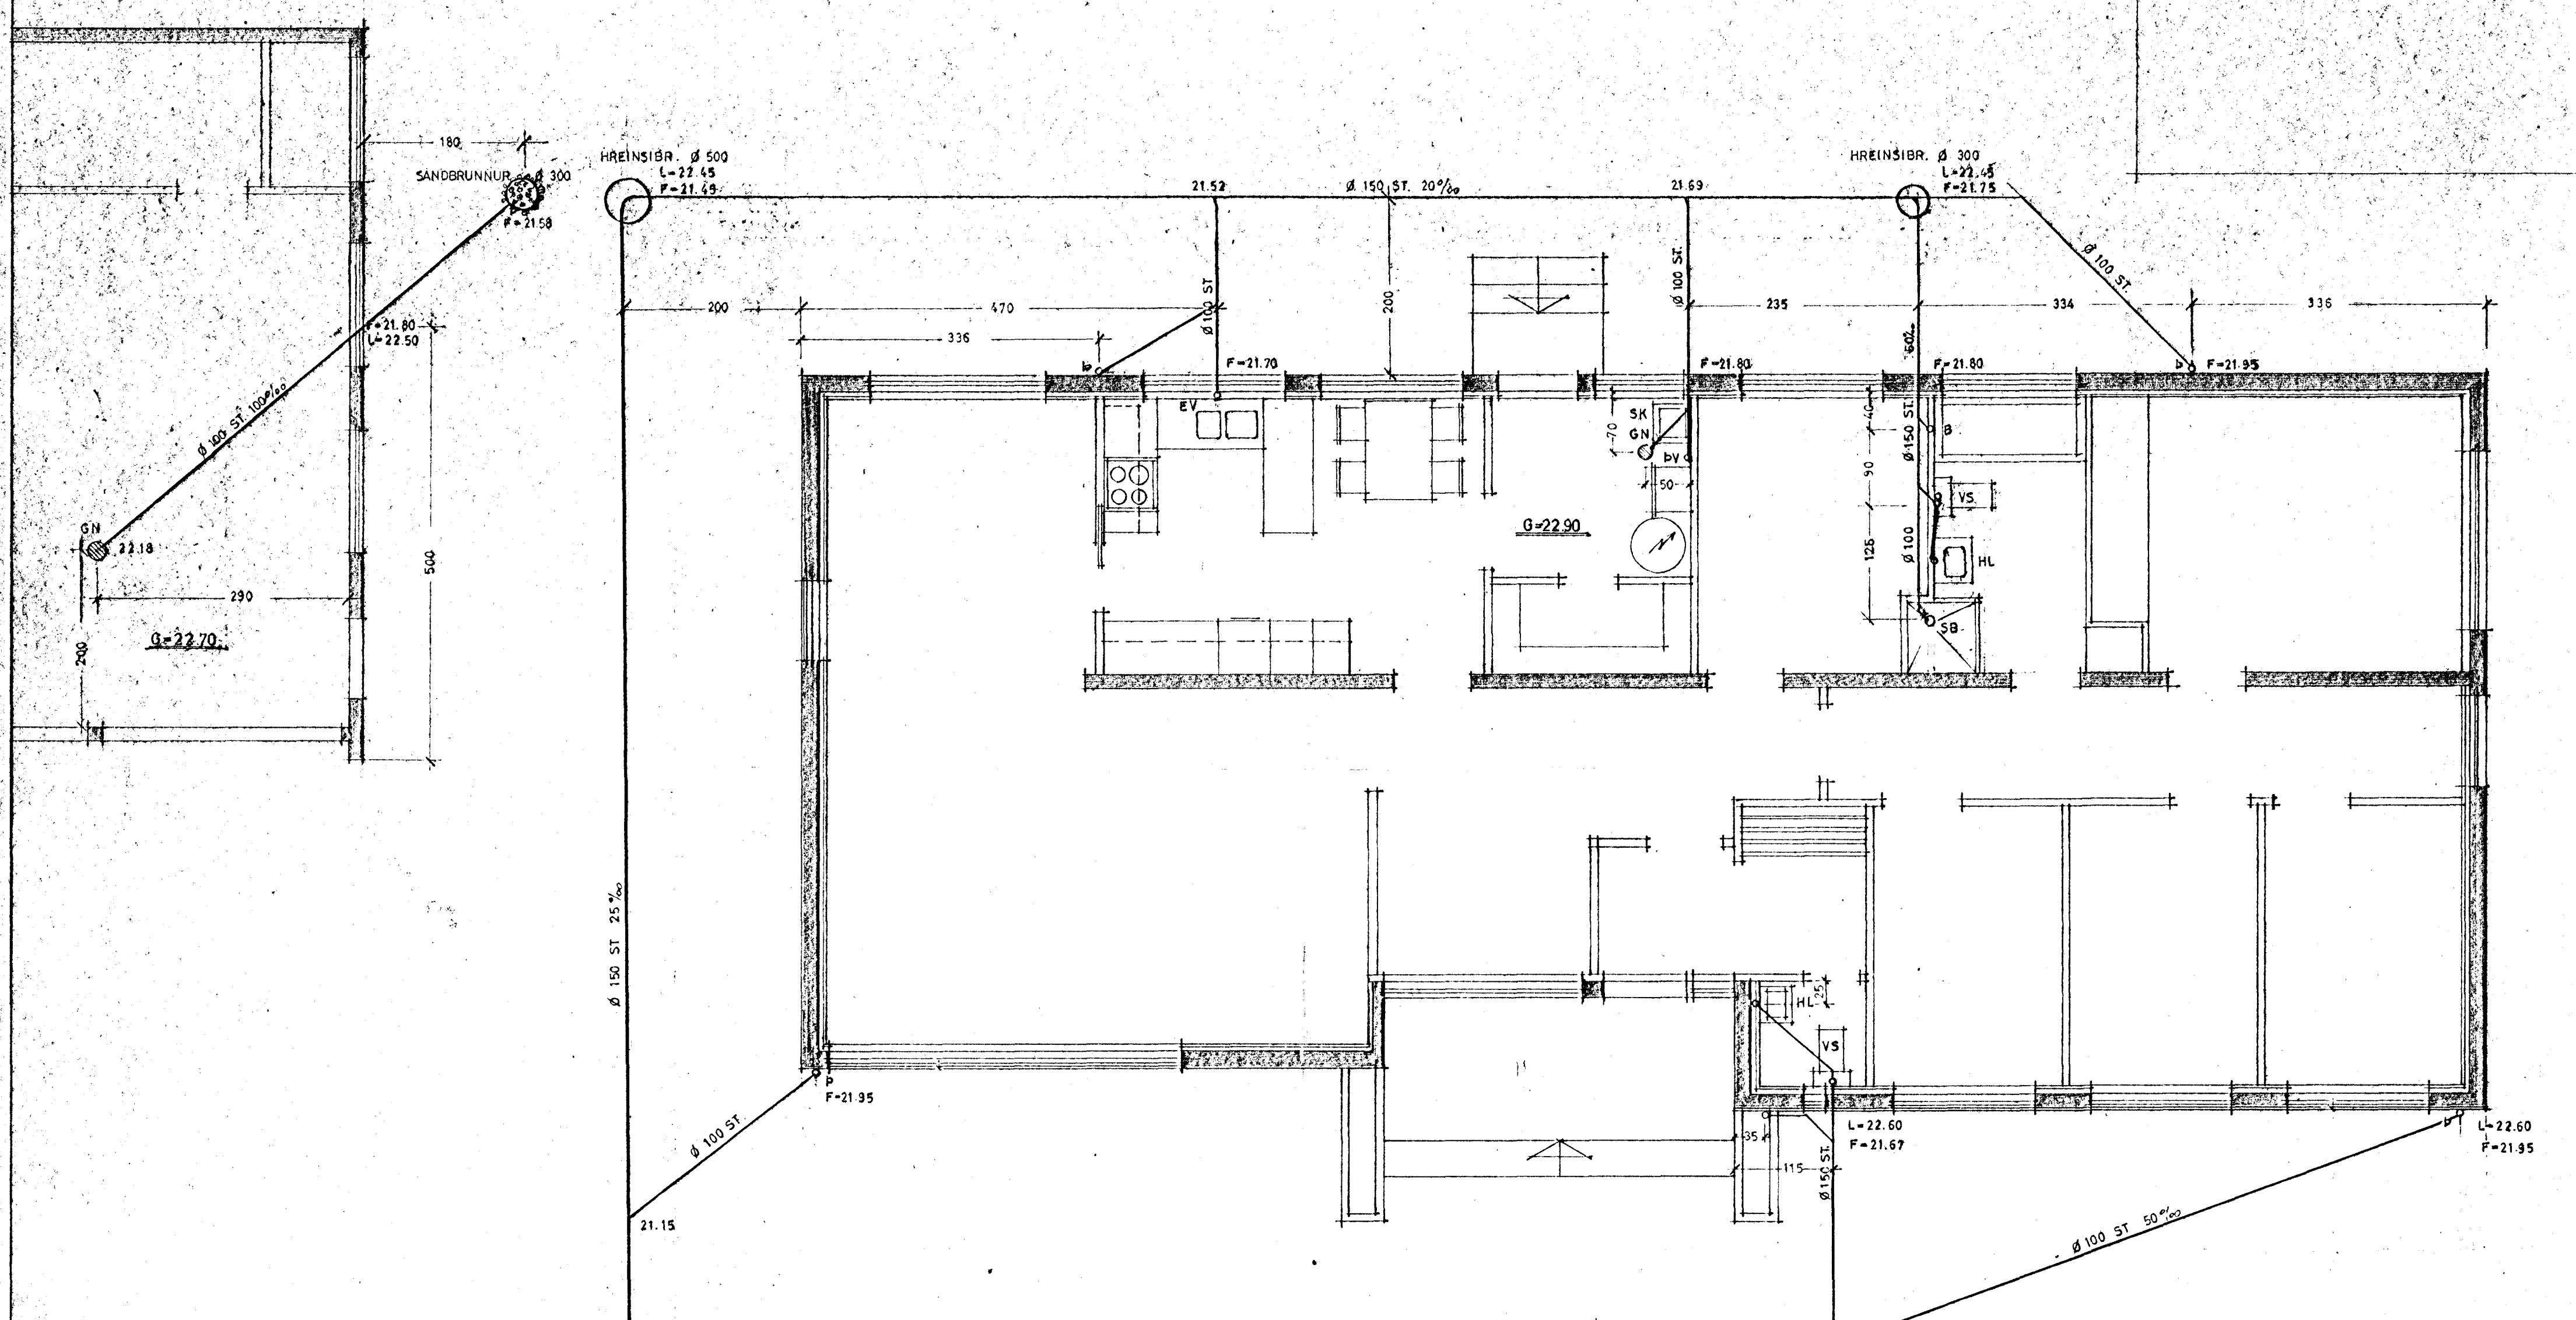 180
SANDBRUNNUR Ø 300
F=21.58
HREINSIBR. Ø 500
L=22.45
F=21.49
21.52
Ø 150 ST. 20‰
21.69
HREINSIBR. Ø 300
L=22.45
F=21.75
Ø 100 ST.
200
470
Ø 100 ST
200
Ø 100 ST.
235
334
336
336
F=21.80
L=22.50
Ø 100 ST. 100‰
Þ
F=21.70
F=21.80
F=21.80
Þ
F=21.95
EV
SK
GN
ÞV
70
50
40
Ø 150 ST.
B
90
VS
125
Ø 100
HL
SB
G=22.90
GN
22.18
290
G=22.70
200
500
Ø 150 ST 25‰
HL
25
VS
Þ
F=21.95
Ø 100 ST
21.15
35
115
Ø 150 ST.
L=22.60
F=21.67
Þ
L=22.60
F=21.95
Ø 100 ST 50‰